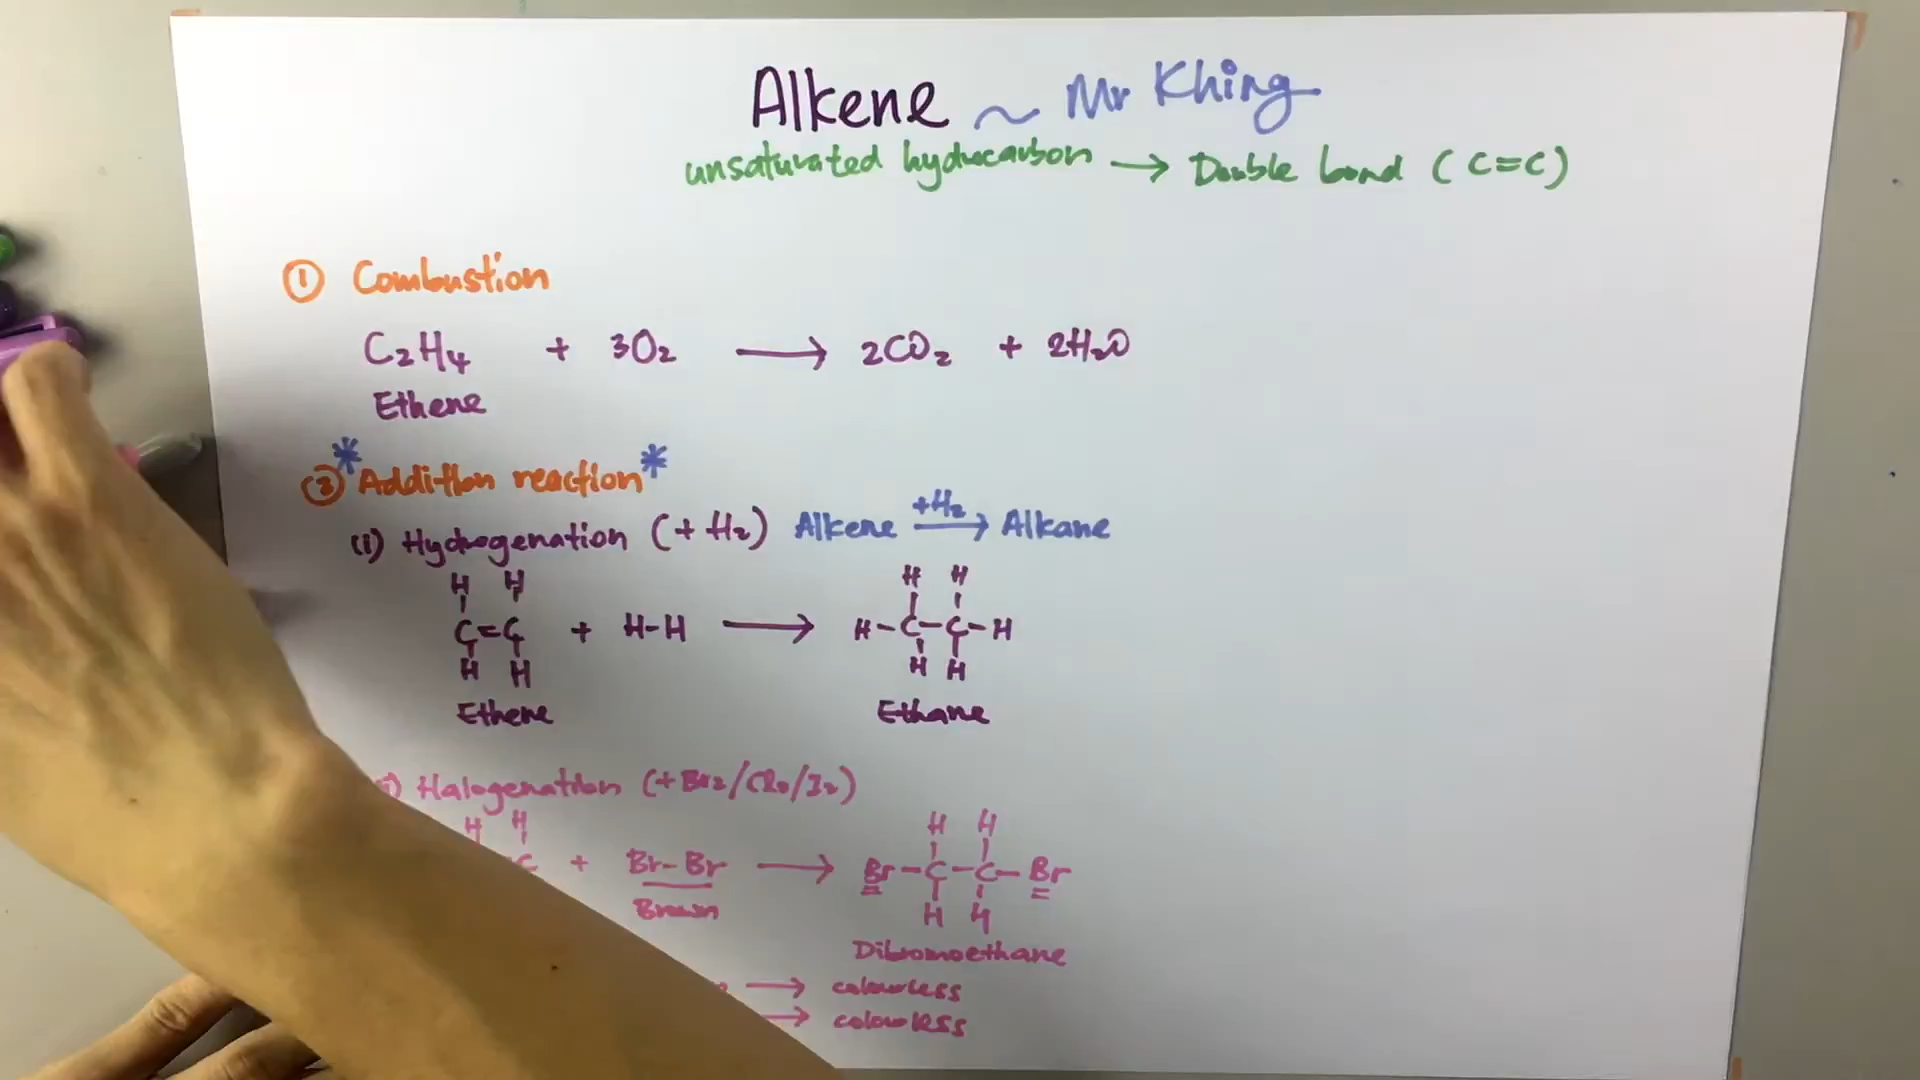 Alkene ~ Mr Khing
unsaturated hydrocarbon → Double bond (C=C)
① Combustion
C₂H₄ + 3O₂ → 2CO₂ + 2H₂O
Ethene
② *Addition reaction*
(i) Hydrogenation (+ H₂) Alkene +H₂ → Alkane
H H H H
C=C + H-H → H-C-C-H
H H H H
Ethene Ethane
Halogenation (+Br₂/Cl₂/I₂)
H H H H
C + Br-Br → Br-C-C-Br
Brown H H
Dibromoethane
→ colourless
→ colourless